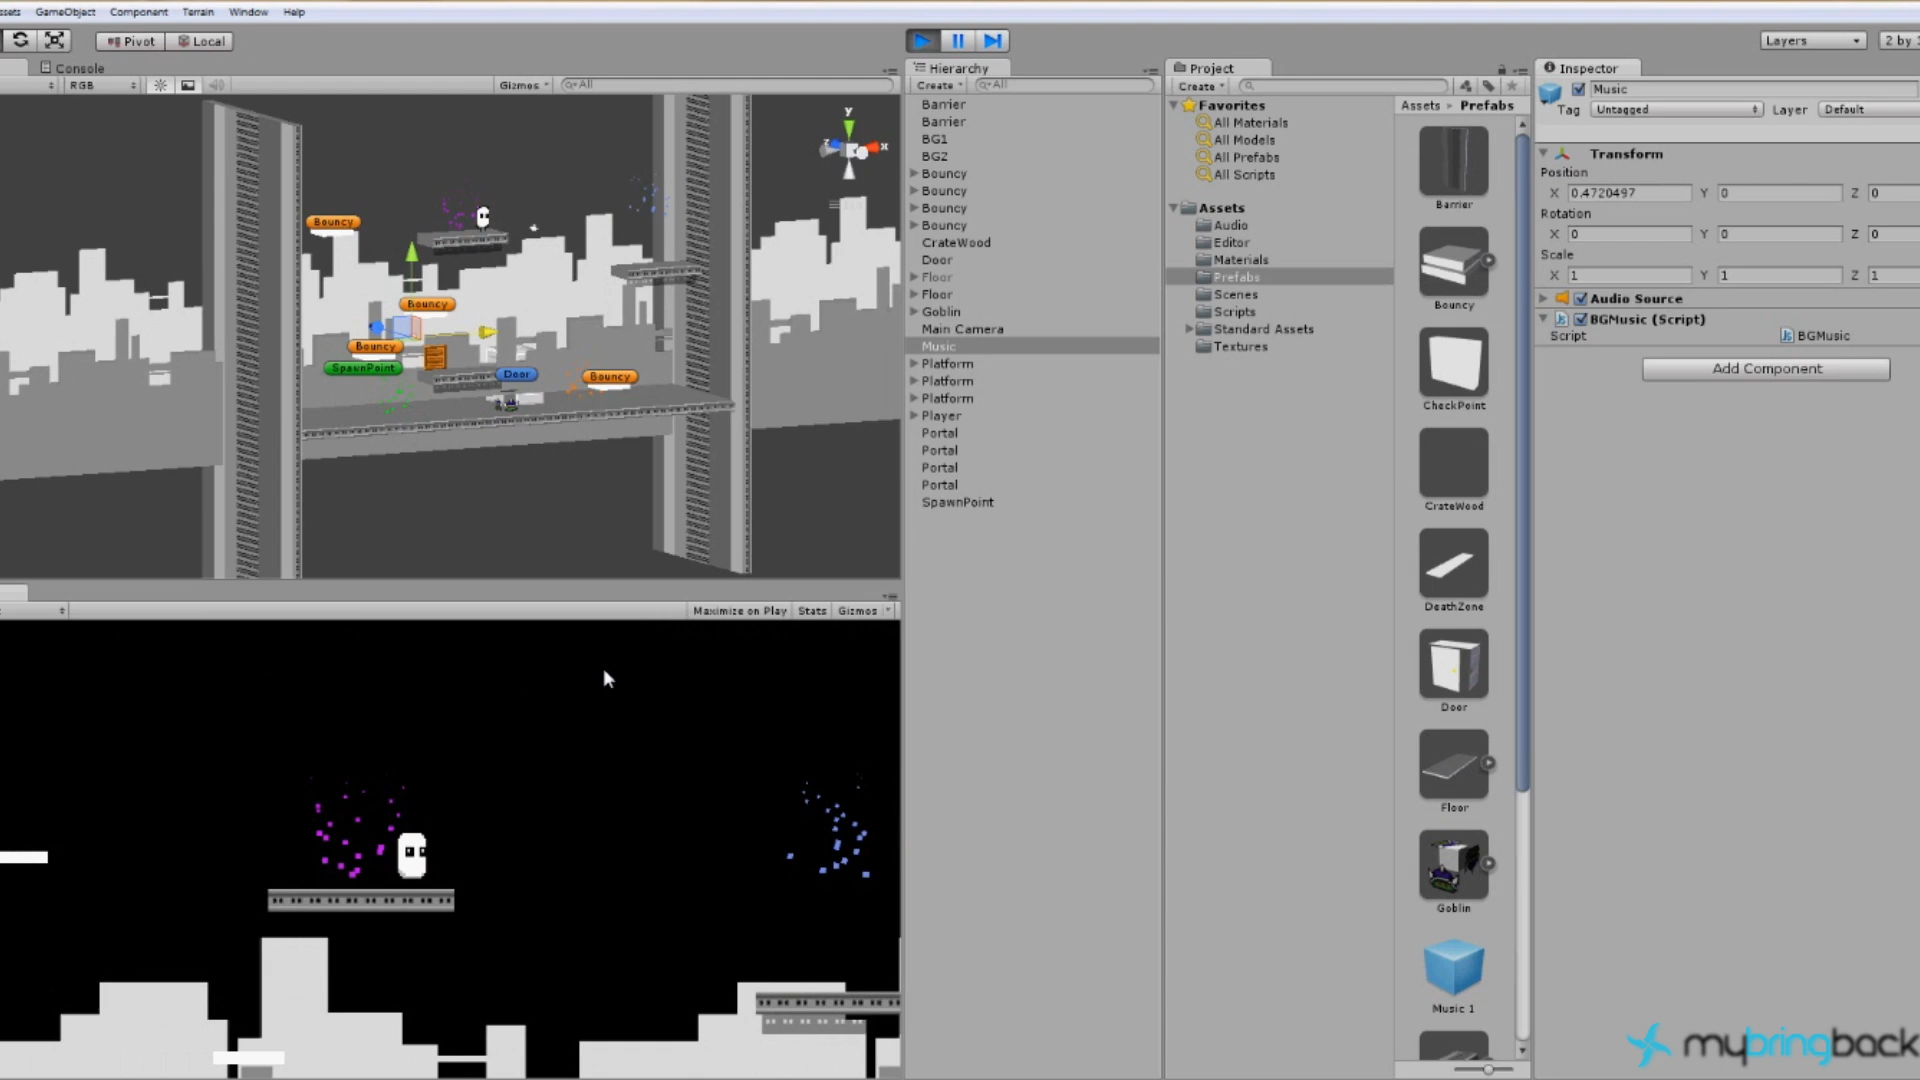 ssets GameObject Component Terrain Window Help
Pivot Local
Layers
2 by
Console
RGB
Gizmos
All
Bouncy
Bouncy
Bouncy
SpawnPoint
Door
Bouncy
y
x
z
Maximize on Play Stats Gizmos
Hierarchy
Create
All
Barrier
Barrier
BG1
BG2
Bouncy
Bouncy
Bouncy
Bouncy
CrateWood
Door
Floor
Floor
Goblin
Main Camera
Music
Platform
Platform
Platform
Player
Portal
Portal
Portal
Portal
SpawnPoint
Project
Create
Favorites
All Materials
All Models
All Prefabs
All Scripts
Assets
Audio
Editor
Materials
Prefabs
Scenes
Scripts
Standard Assets
Textures
Assets Prefabs
Barrier
Bouncy
CheckPoint
CrateWood
DeathZone
Door
Floor
Goblin
Music 1
Inspector
Music
Tag Untagged Layer Default
Transform
Position
X 0.4720497 Y 0 Z 0
Rotation
X 0 Y 0 Z 0
Scale
X 1 Y 1 Z 1
Audio Source
BGMusic (Script)
Script BGMusic
Add Component
mybringback